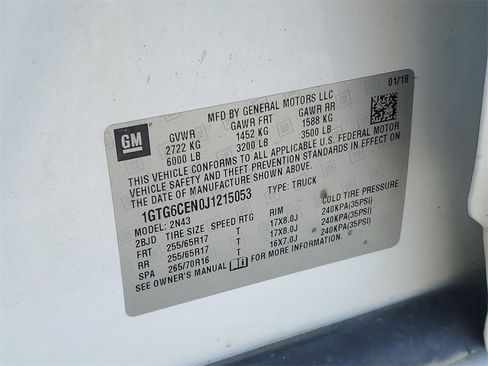 01/18
MFD BY GENERAL MOTORS LLC
GM
GVWR GAWR FRT GAWR RR
2722 KG 1452 KG 1588 KG
6000 LB 3200 LB 3500 LB
THIS VEHICLE CONFORMS TO ALL APPLICABLE U.S. FEDERAL MOTOR
VEHICLE SAFETY AND THEFT PREVENTION STANDARDS IN EFFECT ON
THE DATE OF MANUFACTURE SHOWN ABOVE.
1GTG6CEN0J1215053 TYPE: TRUCK
MODEL: 2N43 COLD TIRE PRESSURE
2BJD TIRE SIZE SPEED RTG RIM
FRT 255/65R17 T 17X8.0J 240KPA(35PSI)
RR 255/65R17 T 17X8.0J 240KPA(35PSI)
SPA 265/70R16 T 16X7.0J 240KPA(35PSI)
SEE OWNER'S MANUAL FOR MORE INFORMATION.